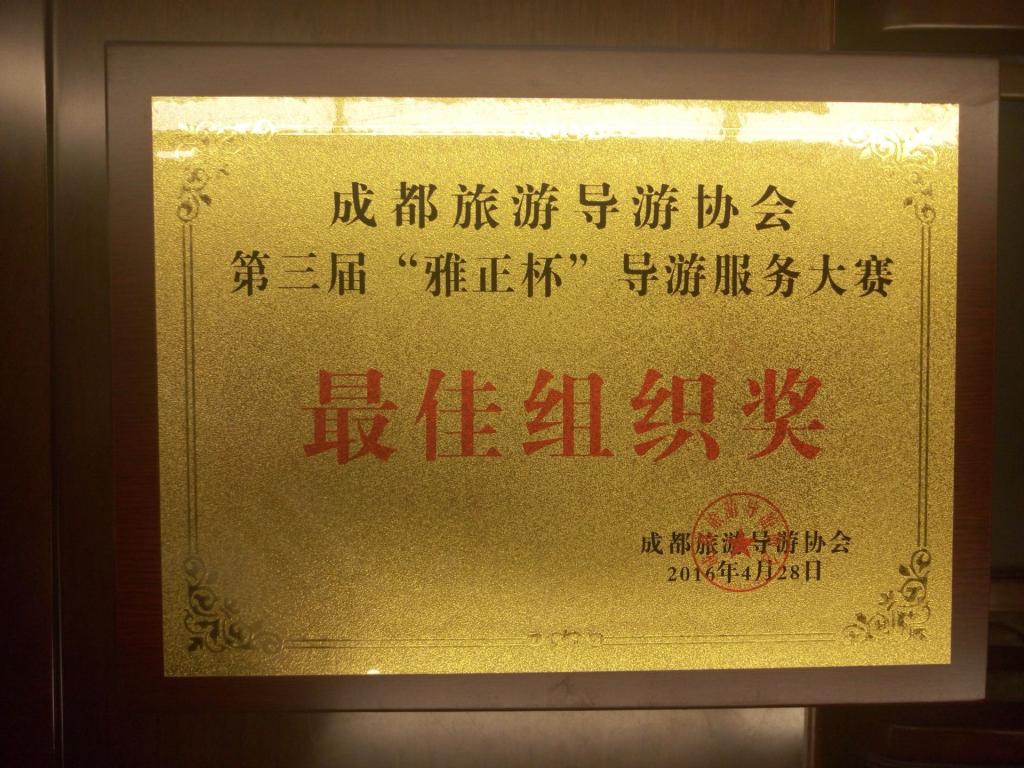 成都旅游导游协会
第三届“雅正杯”导游服务大赛
最佳组织奖
成都旅游导游协会
2016年4月28日